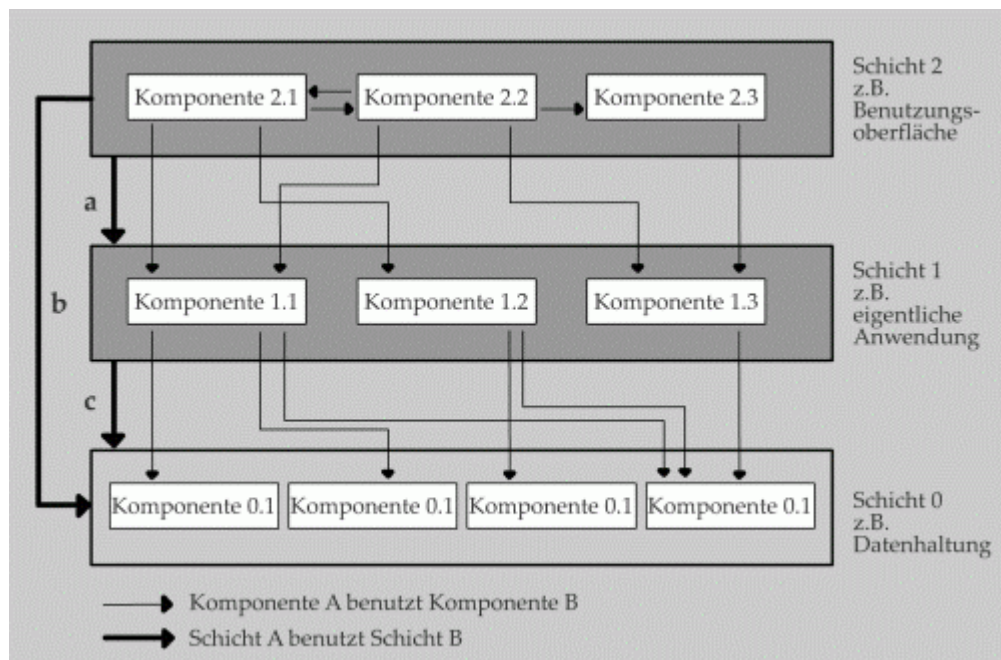 Komponente 2.1
Komponente 2.2
Komponente 2.3
Schicht 2
z.B.
Benutzungs-
oberfläche
a
Komponente 1.1
Komponente 1.2
Komponente 1.3
Schicht 1
z.B.
eigentliche
Anwendung
b
c
Komponente 0.1
Komponente 0.1
Komponente 0.1
Komponente 0.1
Schicht 0
z.B.
Datenhaltung
Komponente A benutzt Komponente B
Schicht A benutzt Schicht B